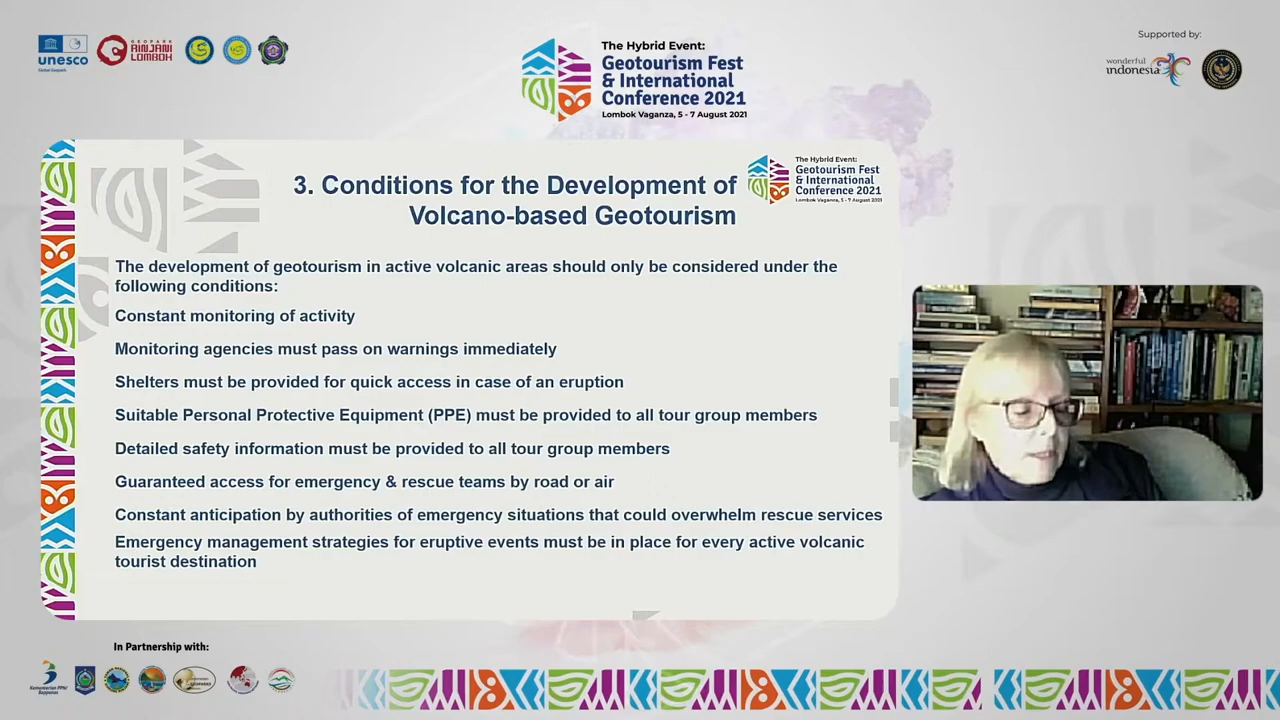 unesco
Global Geopark
GEOPARK
RINJANI
LOMBOK
The Hybrid Event:
Geotourism Fest
& International
Conference 2021
Lombok Vaganza, 5 - 7 August 2021
Supported by:
wonderful
indonesia
3. Conditions for the Development of
Volcano-based Geotourism
The Hybrid Event:
Geotourism Fest
& International
Conference 2021
Lombok Vaganza, 5 - 7 August 2021
The development of geotourism in active volcanic areas should only be considered under the
following conditions:
Constant monitoring of activity
Monitoring agencies must pass on warnings immediately
Shelters must be provided for quick access in case of an eruption
Suitable Personal Protective Equipment (PPE) must be provided to all tour group members
Detailed safety information must be provided to all tour group members
Guaranteed access for emergency & rescue teams by road or air
Constant anticipation by authorities of emergency situations that could overwhelm rescue services
Emergency management strategies for eruptive events must be in place for every active volcanic
tourist destination
In Partnership with:
Kementerian PPN/
Bappenas